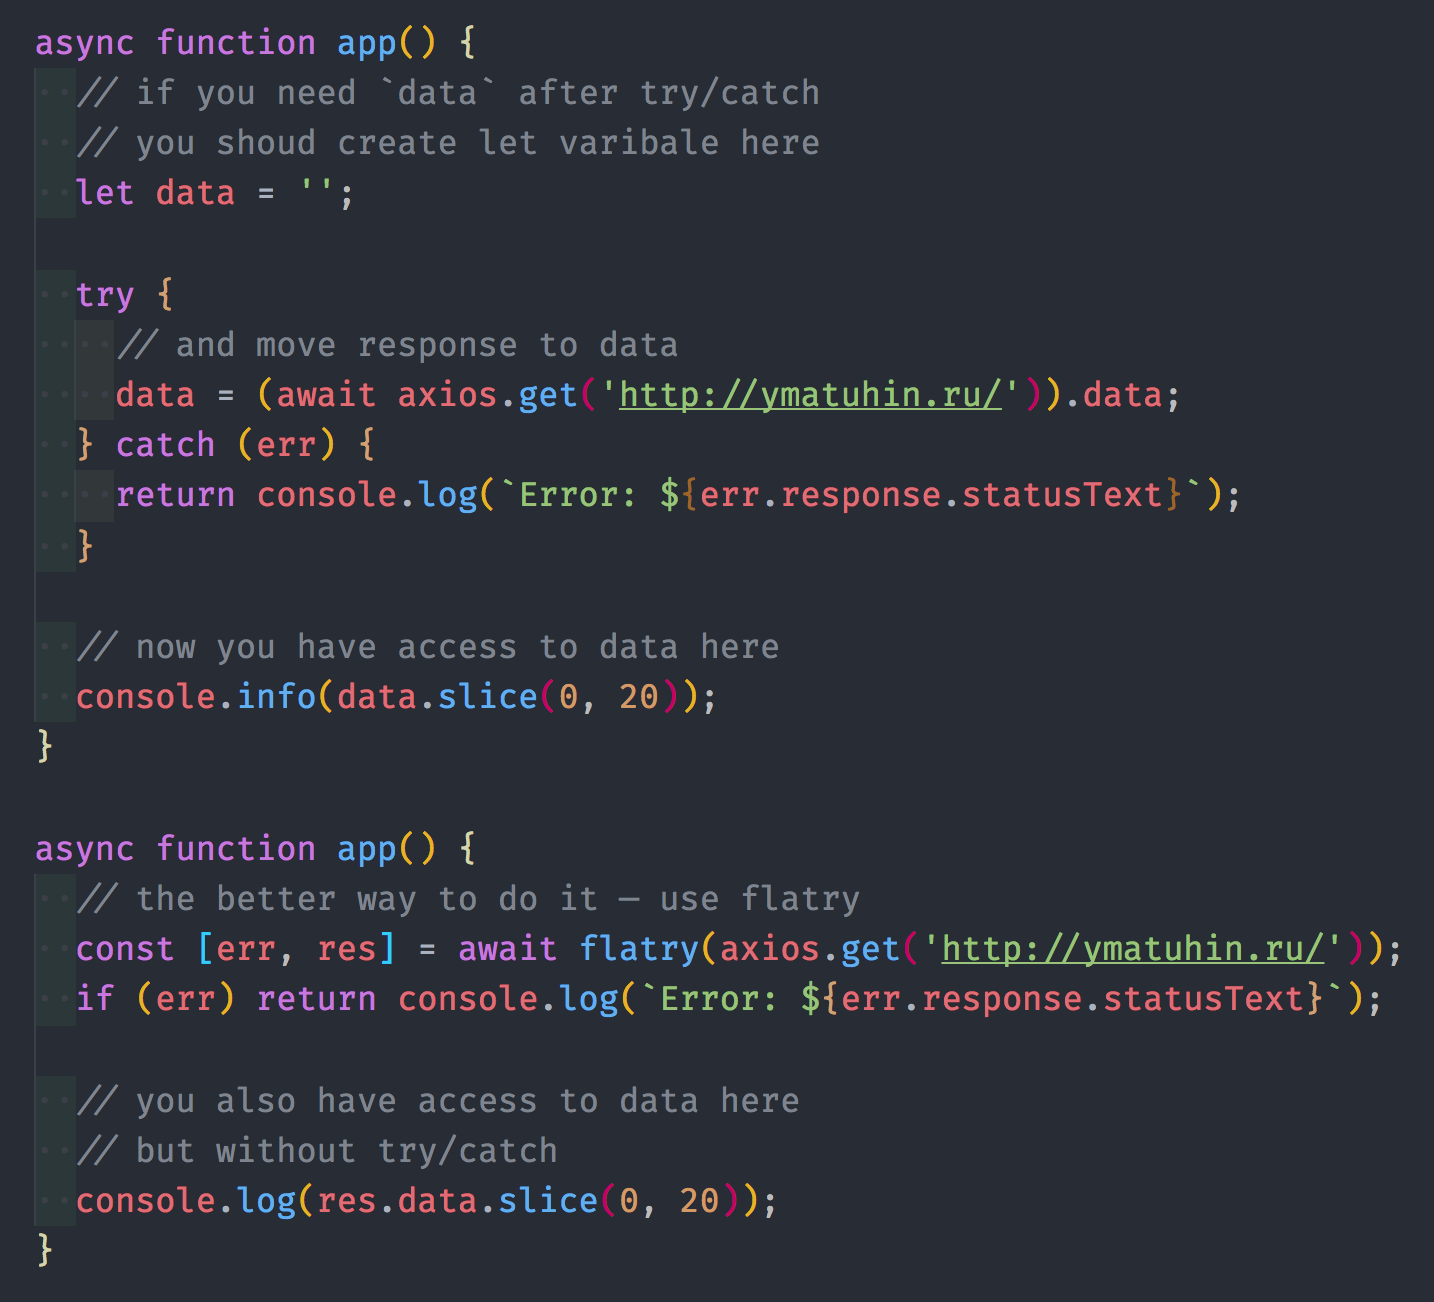 async function app() {
  // if you need `data` after try/catch
  // you shoud create let varibale here
  let data = '';

  try {
    // and move response to data
    data = (await axios.get('http://ymatuhin.ru/')).data;
  } catch (err) {
    return console.log(`Error: ${err.response.statusText}`);
  }

  // now you have access to data here
  console.info(data.slice(0, 20));
}

async function app() {
  // the better way to do it — use flatry
  const [err, res] = await flatry(axios.get('http://ymatuhin.ru/'));
  if (err) return console.log(`Error: ${err.response.statusText}`);

  // you also have access to data here
  // but without try/catch
  console.log(res.data.slice(0, 20));
}